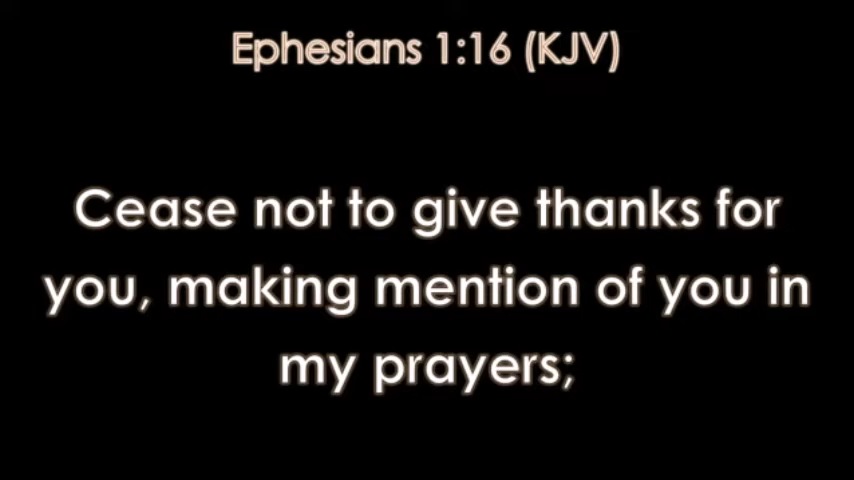 Ephesians 1:16 (KJV)
Cease not to give thanks for
you, making mention of you in
my prayers;